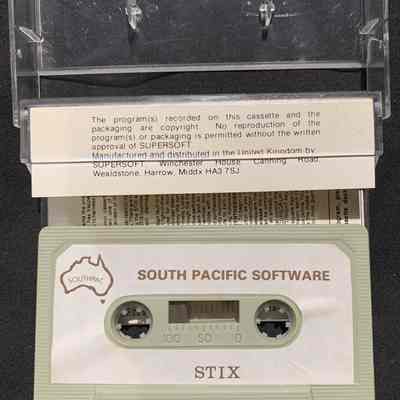 The program(s) recorded on this cassette and the
packaging are copyright. No reproduction of the
program(s) or packaging is permitted without the written
approval of SUPERSOFT.
Manufactured and distributed in the United Kingdom by
SUPERSOFT Winchester House, Canning Road,
Wealdstone, Harrow, Middx HA3 7SJ
SOUTHPAC
SOUTH PACIFIC SOFTWARE
100 50 0
STIX